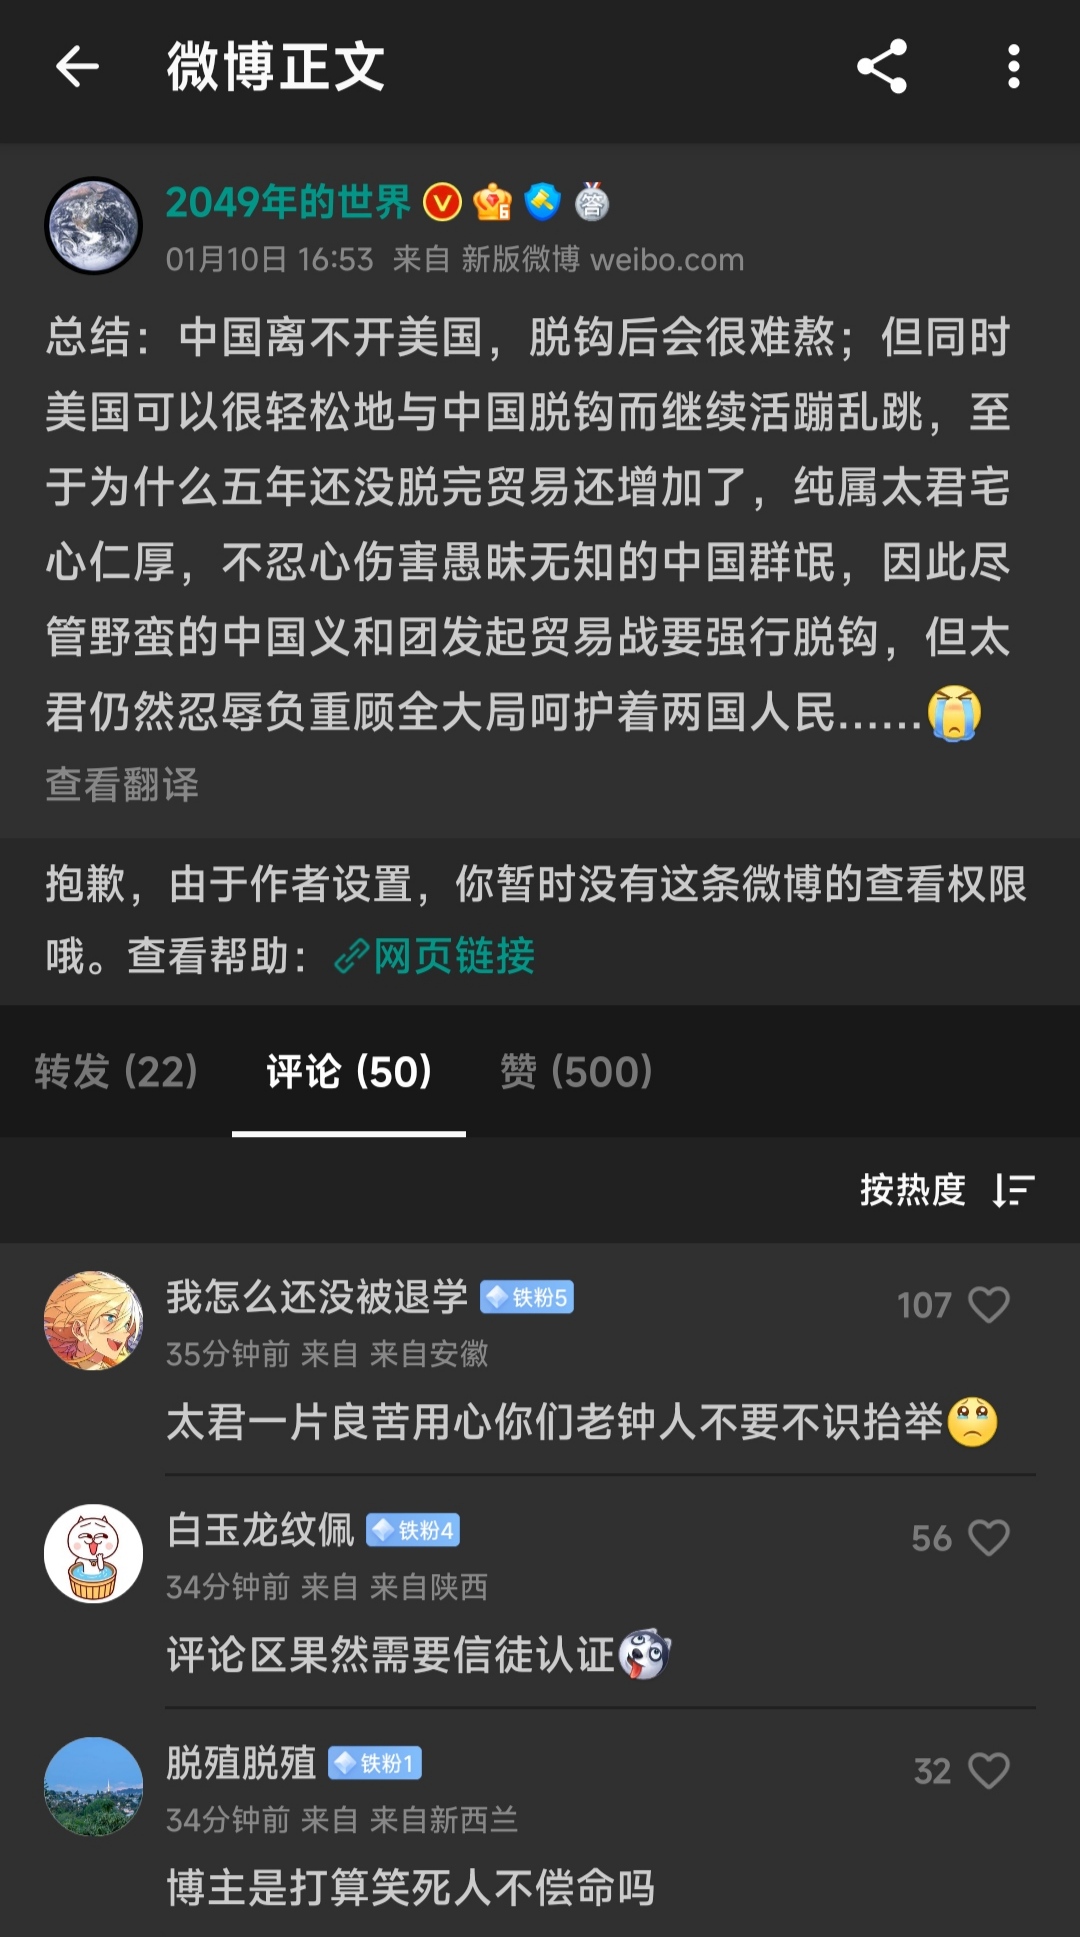 微博正文
2049年的世界
01月10日 16:53 来自 新版微博 weibo.com
总结：中国离不开美国，脱钩后会很难熬；但同时
美国可以很轻松地与中国脱钩而继续活蹦乱跳，至
于为什么五年还没脱完贸易还增加了，纯属太君宅
心仁厚，不忍心伤害愚昧无知的中国群氓，因此尽
管野蛮的中国义和团发起贸易战要强行脱钩，但太
君仍然忍辱负重顾全大局呵护着两国人民......
查看翻译
抱歉，由于作者设置，你暂时没有这条微博的查看权限
哦。查看帮助：网页链接
转发 (22) 评论 (50) 赞 (500)
按热度
我怎么还没被退学 铁粉5 107
35分钟前 来自 来自安徽
太君一片良苦用心你们老钟人不要不识抬举
白玉龙纹佩 铁粉4 56
34分钟前 来自 来自陕西
评论区果然需要信徒认证
脱殖脱殖 铁粉1 32
34分钟前 来自 来自新西兰
博主是打算笑死人不偿命吗